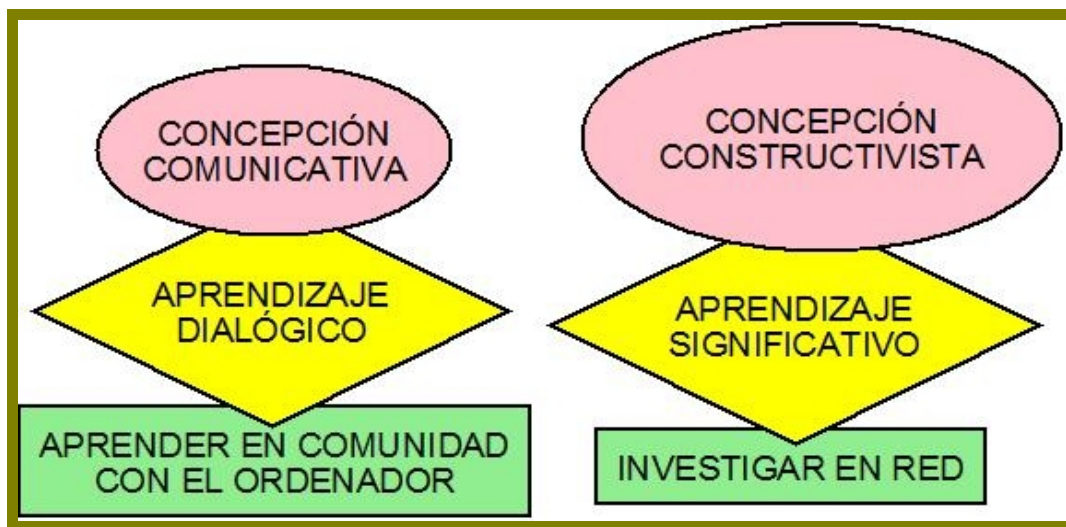 CONCEPCIÓN
COMUNICATIVA
APRENDIZAJE
DIALÓGICO
APRENDER EN COMUNIDAD
CON EL ORDENADOR
CONCEPCIÓN
CONSTRUCTIVISTA
APRENDIZAJE
SIGNIFICATIVO
INVESTIGAR EN RED